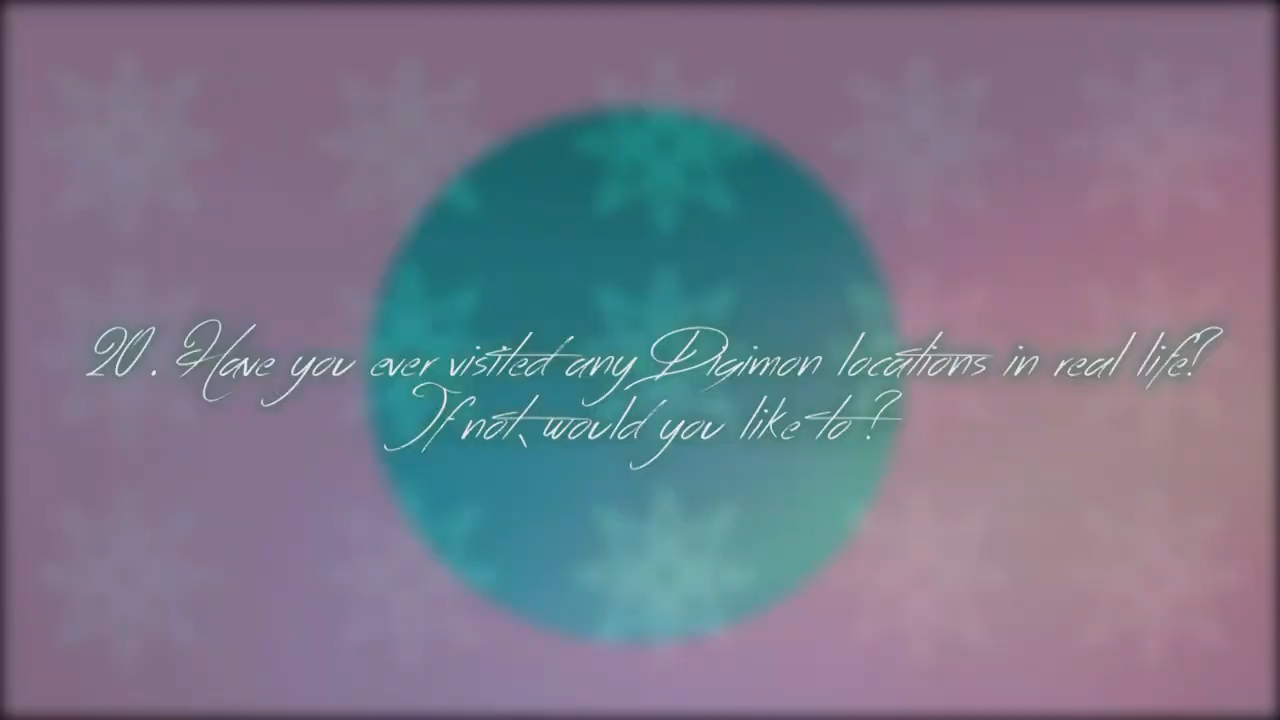 20. Have you ever visited any Digimon locations in real life?
If not, would you like to?